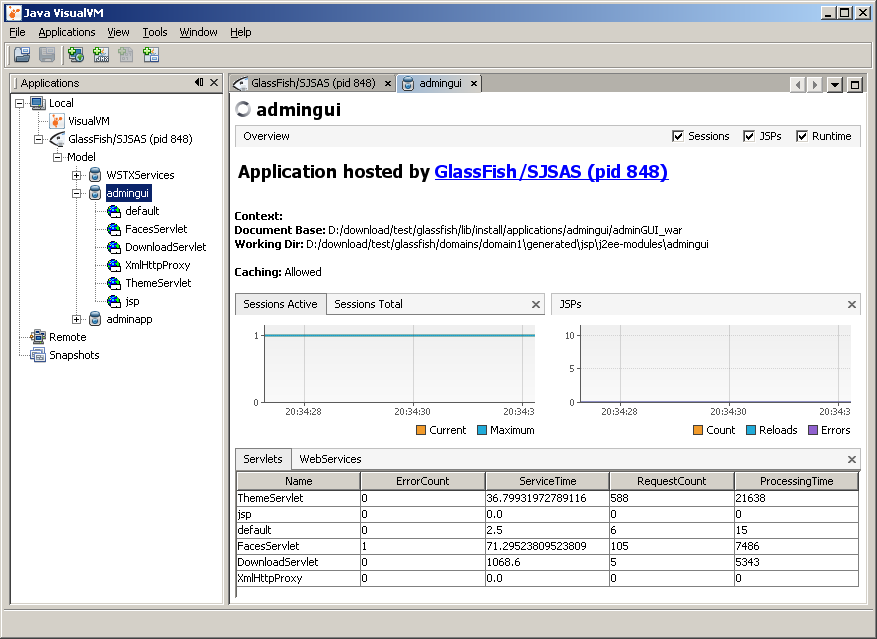 Java VisualVM
File Applications View Tools Window Help
Applications
Local
VisualVM
GlassFish/SJSAS (pid 848)
Model
WSTXServices
admingui
default
FacesServlet
DownloadServlet
XmlHttpProxy
ThemeServlet
jsp
adminapp
Remote
Snapshots
GlassFish/SJSAS (pid 848) admingui
admingui
Overview Sessions JSPs Runtime
Application hosted by GlassFish/SJSAS (pid 848)
Context:
Document Base: D:/download/test/glassfish/lib/install/applications/admingui/adminGUI_war
Working Dir: D:/download/test/glassfish/domains/domain1\generated\jsp\j2ee-modules\admingui
Caching: Allowed
Sessions Active Sessions Total
1
0
20:34:28 20:34:30 20:34:3
Current Maximum
JSPs
10
5
0
20:34:28 20:34:30 20:34:3
Count Reloads Errors
Servlets WebServices
Name ErrorCount ServiceTime RequestCount ProcessingTime
ThemeServlet 0 36.79931972789116 588 21638
jsp 0 0.0 0 0
default 0 2.5 6 15
FacesServlet 1 71.29523809523809 105 7486
DownloadServlet 0 1068.6 5 5343
XmlHttpProxy 0 0.0 0 0